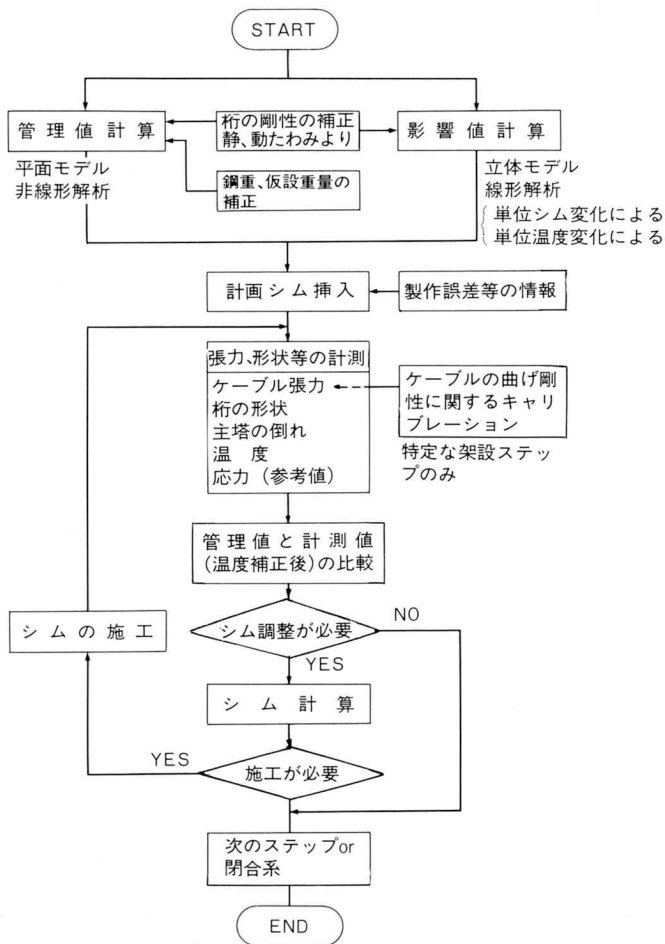 START
管理値計算
桁の剛性の補正
静、動たわみより
影響値計算
平面モデル
非線形解析
鋼重、仮設重量の
補正
立体モデル
線形解析
単位シム変化による
単位温度変化による
計画シム挿入
製作誤差等の情報
張力、形状等の計測
ケーブル張力
桁の形状
主塔の倒れ
温 度
応力 (参考値)
ケーブルの曲げ剛
性に関するキャリ
ブレーション
特定な架設ステッ
プのみ
管理値と計測値
(温度補正後)の比較
シムの施工
シム調整が必要
NO
YES
シム計算
YES
施工が必要
次のステップor
閉合系
END